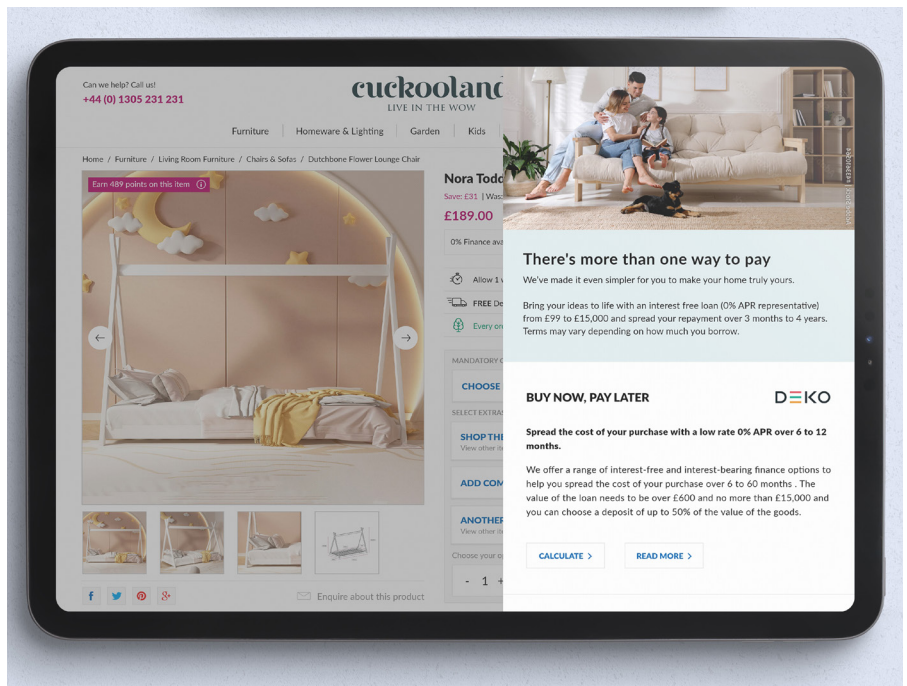 Can we help? Call us!
+44 (0) 1305 231 231
cuckooland
LIVE IN THE WOW
Furniture
Homeware & Lighting
Garden
Kids
Home / Furniture / Living Room Furniture / Chairs & Sofas / Dutchbone Flower Lounge Chair
Earn 489 points on this item
Nora Todd
Save: £31 | Was:
£189.00
0% Finance ava
Allow 1
FREE De
Every or
MANDATORY
CHOOSE
SELECT EXTRA
SHOP THE
View other it
ADD COM
ANOTHER
View other it
Choose your
- 1 +
Enquire about this product
There's more than one way to pay
We've made it even simpler for you to make your home truly yours.
Bring your ideas to life with an interest free loan (0% APR representative)
from £99 to £15,000 and spread your repayment over 3 months to 4 years.
Terms may vary depending on how much you borrow.
BUY NOW, PAY LATER
DEKO
Spread the cost of your purchase with a low rate 0% APR over 6 to 12
months.
We offer a range of interest-free and interest-bearing finance options to
help you spread the cost of your purchase over 6 to 60 months . The
value of the loan needs to be over £600 and no more than £15,000 and
you can choose a deposit of up to 50% of the value of the goods.
CALCULATE >
READ MORE >